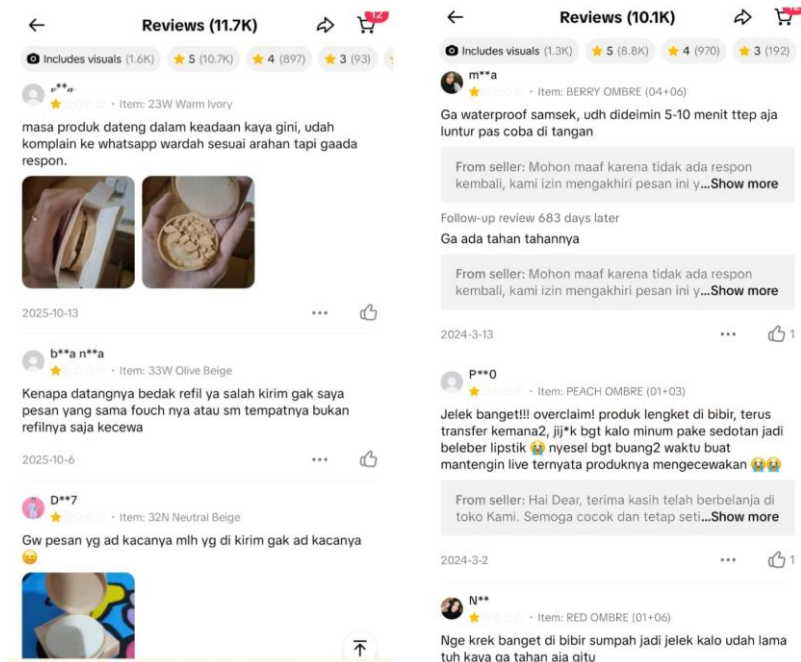 Reviews (11.7K)
12
Includes visuals (1.6K)
5 (10.7K)
4 (897)
3 (93)
Item: 23W Warm Ivory
masa produk dateng dalam keadaan kaya gini, udah
komplain ke whatsapp wardah sesuai arahan tapi gaada
respon.
2025-10-13
b**a n**a
Item: 33W Olive Beige
Kenapa datangnya bedak refil ya salah kirim gak saya
pesan yang sama fouch nya atau sm tempatnya bukan
refilnya saja kecewa
2025-10-6
D**7
Item: 32N Neutral Beige
Gw pesan yg ad kacanya mlh yg di kirim gak ad kacanya
😑
Reviews (10.1K)
Includes visuals (1.3K)
5 (8.8K)
4 (970)
3 (192)
m**a
Item: BERRY OMBRE (04+06)
Ga waterproof samsek, udh dideimin 5-10 menit ttep aja
luntur pas coba di tangan
From seller: Mohon maaf karena tidak ada respon
kembali, kami izin mengakhiri pesan ini y...Show more
Follow-up review 683 days later
Ga ada tahan tahannya
From seller: Mohon maaf karena tidak ada respon
kembali, kami izin mengakhiri pesan ini y...Show more
2024-3-13
1
P**O
Item: PEACH OMBRE (01+03)
Jelek banget!!! overclaim! produk lengket di bibir, terus
transfer kemana2, jij*k bgt kalo minum pake sedotan jadi
beleber lipstik 😭 nyesel bgt buang2 waktu buat
mantengin live ternyata produknya mengecewakan 😭😭
From seller: Hai Dear, terima kasih telah berbelanja di
toko Kami. Semoga cocok dan tetap seti...Show more
2024-3-2
1
N**
Item: RED OMBRE (01+06)
Nge krek banget di bibir sumpah jadi jelek kalo udah lama
tuh kaya ga tahan aja gitu